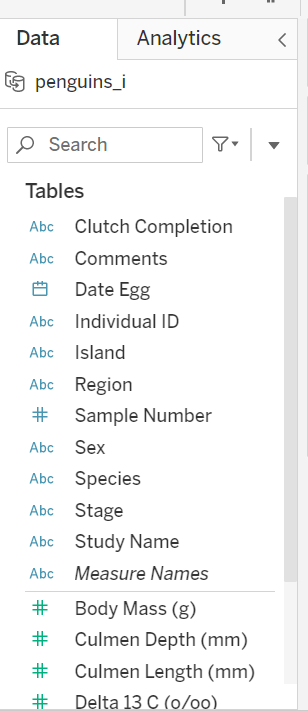 Data Analytics
penguins_i
Search
Tables
Abc Clutch Completion
Abc Comments
Date Egg
Abc Individual ID
Abc Island
Abc Region
# Sample Number
Abc Sex
Abc Species
Abc Stage
Abc Study Name
Abc Measure Names
# Body Mass (g)
# Culmen Depth (mm)
# Culmen Length (mm)
# Delta 13 C (o/oo)